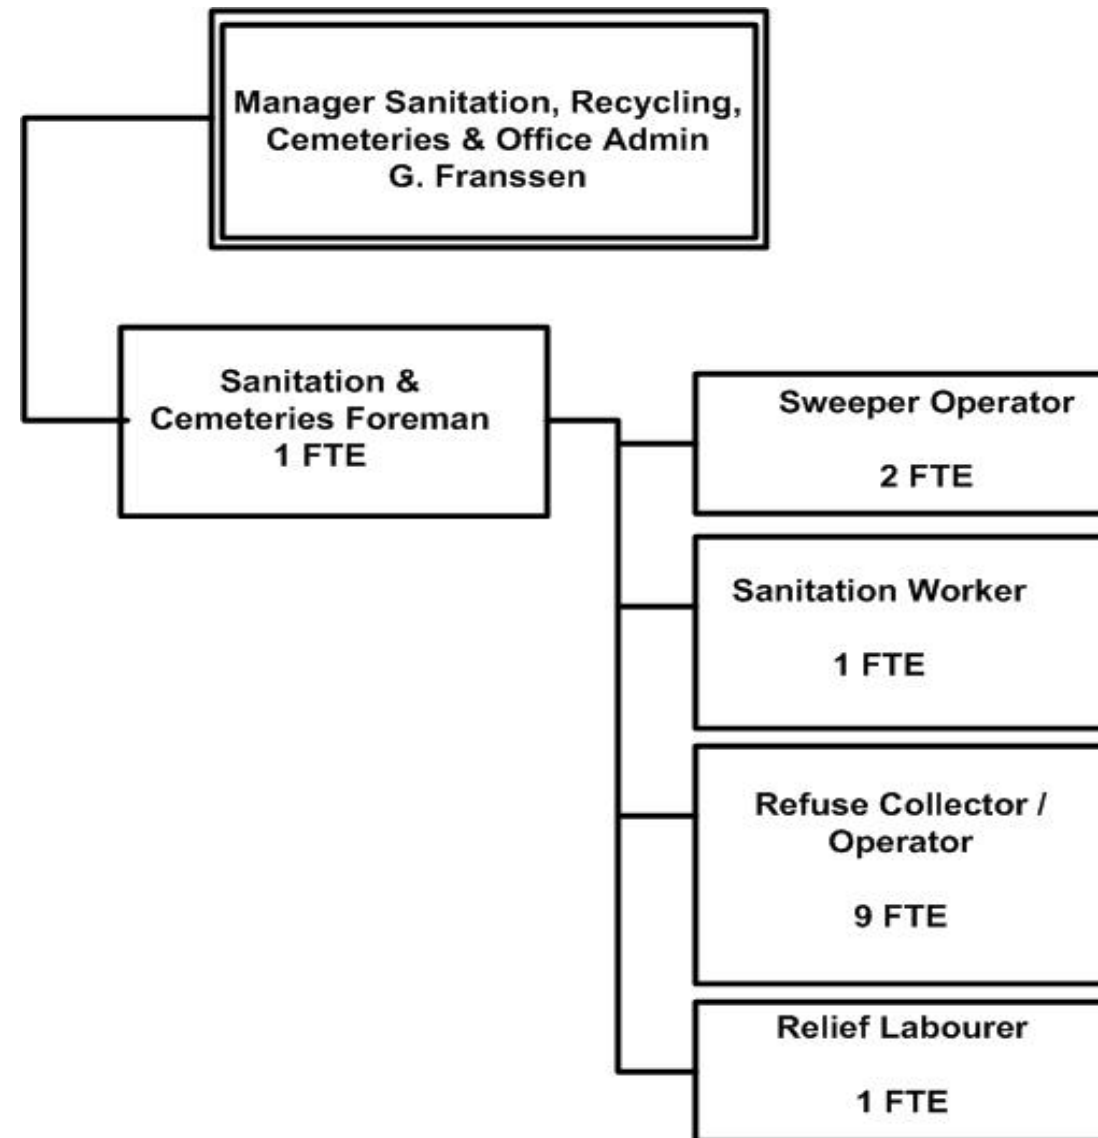 Manager Sanitation, Recycling,
Cemeteries & Office Admin
G. Franssen
Sanitation &
Cemeteries Foreman
1 FTE
Sweeper Operator
2 FTE
Sanitation Worker
1 FTE
Refuse Collector /
Operator
9 FTE
Relief Labourer
1 FTE